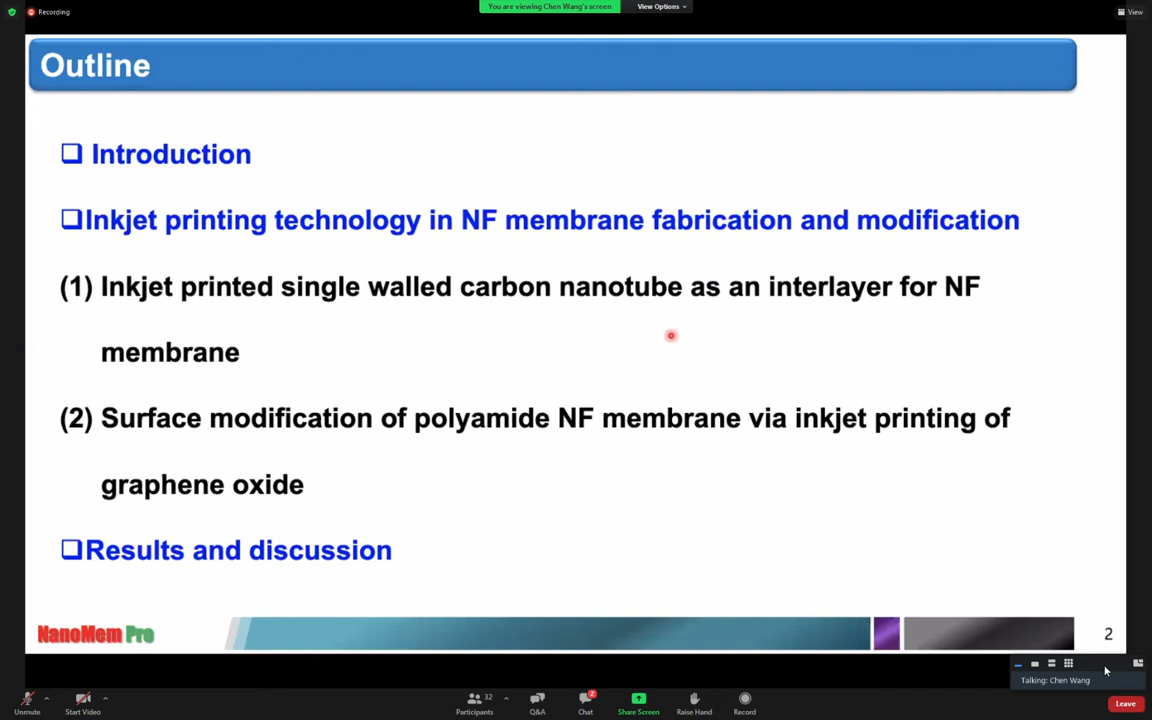 Recording
You are viewing Chen Wang's screen
View Options
View
Outline
Introduction
Inkjet printing technology in NF membrane fabrication and modification
(1) Inkjet printed single walled carbon nanotube as an interlayer for NF
membrane
(2) Surface modification of polyamide NF membrane via inkjet printing of
graphene oxide
Results and discussion
NanoMem Pro
2
Talking: Chen Wang
Unmute
Start Video
32
Participants
Q&A
2
Chat
Share Screen
Raise Hand
Record
Leave